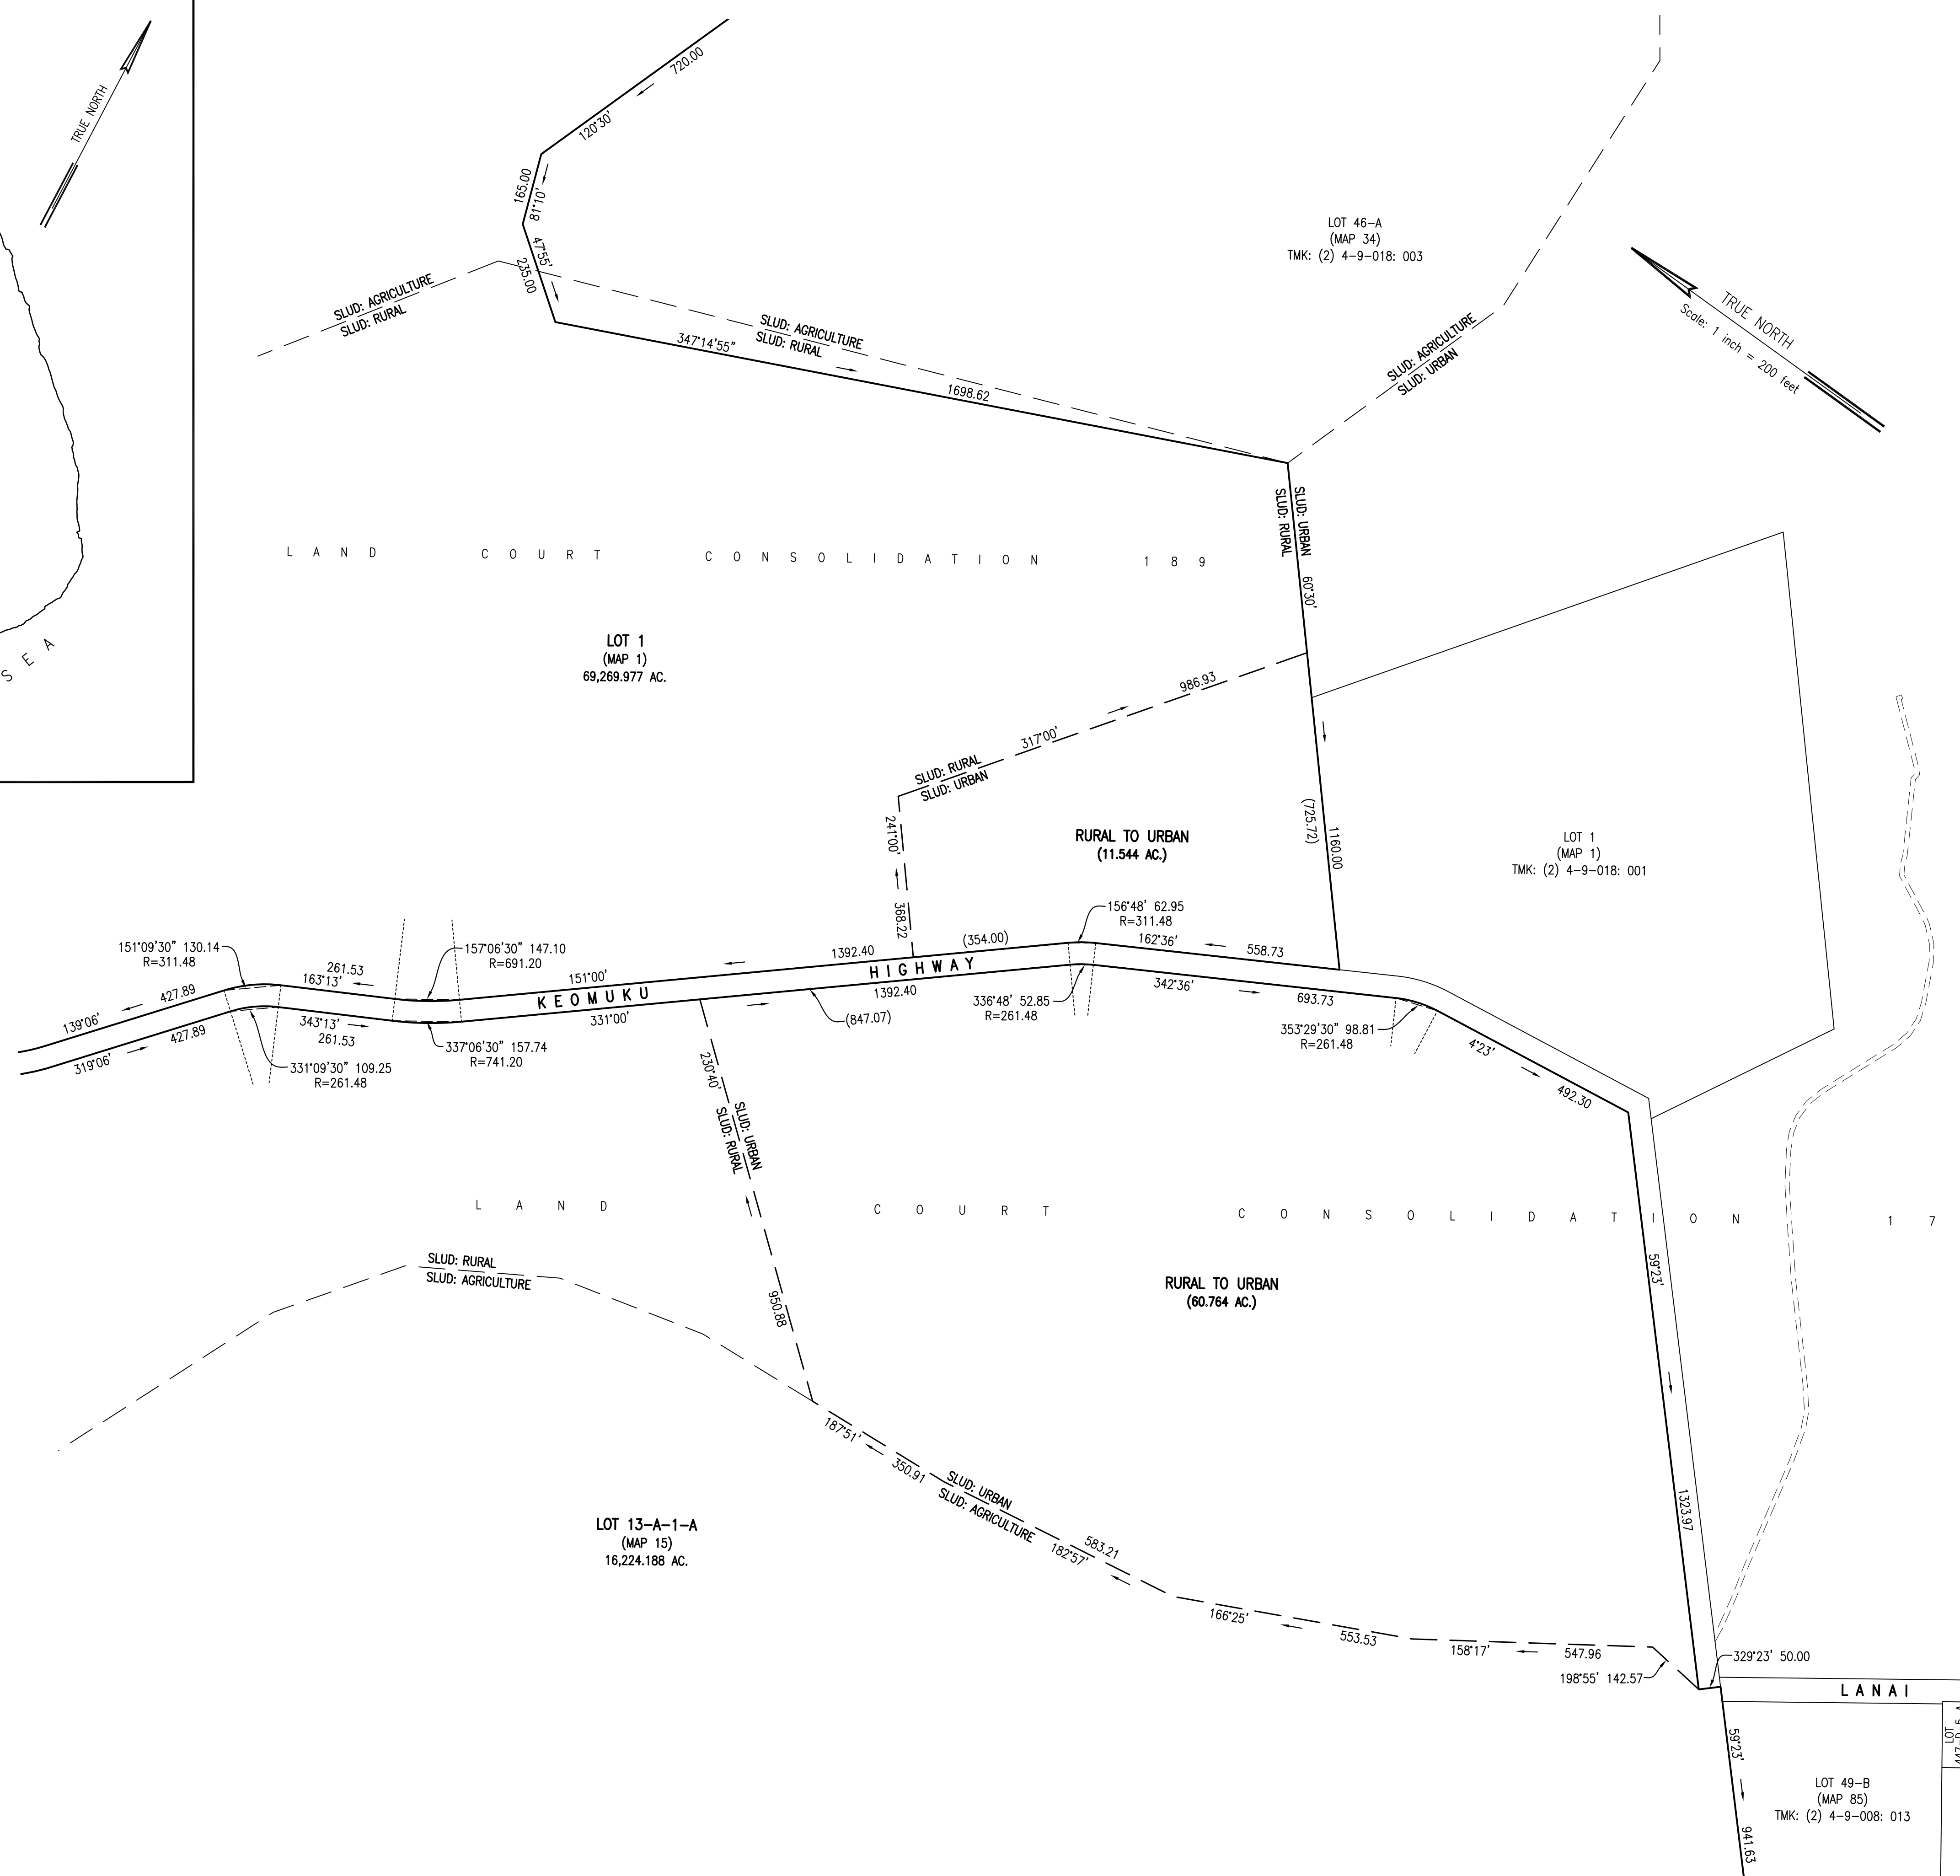 TRUE NORTH
S E A
720.00
120°30'
165.00
81°10'
47°55'
235.00
SLUD: AGRICULTURE
SLUD: RURAL
SLUD: AGRICULTURE
SLUD: RURAL
347°14'55"
1698.62
LOT 46-A
(MAP 34)
TMK: (2) 4-9-018: 003
SLUD: AGRICULTURE
SLUD: URBAN
TRUE NORTH
Scale: 1 inch = 200 feet
SLUD: URBAN
SLUD: RURAL
60°30'
LAND COURT CONSOLIDATION 189
LOT 1
(MAP 1)
69,269.977 AC.
986.93
317°00'
SLUD: RURAL
SLUD: URBAN
241°00'
368.22
RURAL TO URBAN
(11.544 AC.)
(725.72)
1160.00
LOT 1
(MAP 1)
TMK: (2) 4-9-018: 001
156°48' 62.95
R=311.48
162°36'
558.73
(354.00)
1392.40
151°00'
157°06'30" 147.10
R=691.20
261.53
163°13'
151°09'30" 130.14
R=311.48
427.89
139°06'
KEOMUKU HIGHWAY
319°06'
427.89
331°09'30" 109.25
R=261.48
343°13'
261.53
337°06'30" 157.74
R=741.20
331°00'
(847.07)
1392.40
336°48' 52.85
R=261.48
342°36'
693.73
353°29'30" 98.81
R=261.48
4°23'
492.30
230°40'
SLUD: URBAN
SLUD: RURAL
950.88
LAND COURT CONSOLIDATION 17
SLUD: RURAL
SLUD: AGRICULTURE
RURAL TO URBAN
(60.764 AC.)
59°23'
1323.97
187°51'
350.91
SLUD: URBAN
SLUD: AGRICULTURE
583.21
182°57'
166°25'
553.53
158°17'
547.96
198°55' 142.57
329°23' 50.00
LOT 13-A-1-A
(MAP 15)
16,224.188 AC.
LANAI
LOT
59°23'
941.63
LOT 49-B
(MAP 85)
TMK: (2) 4-9-008: 013